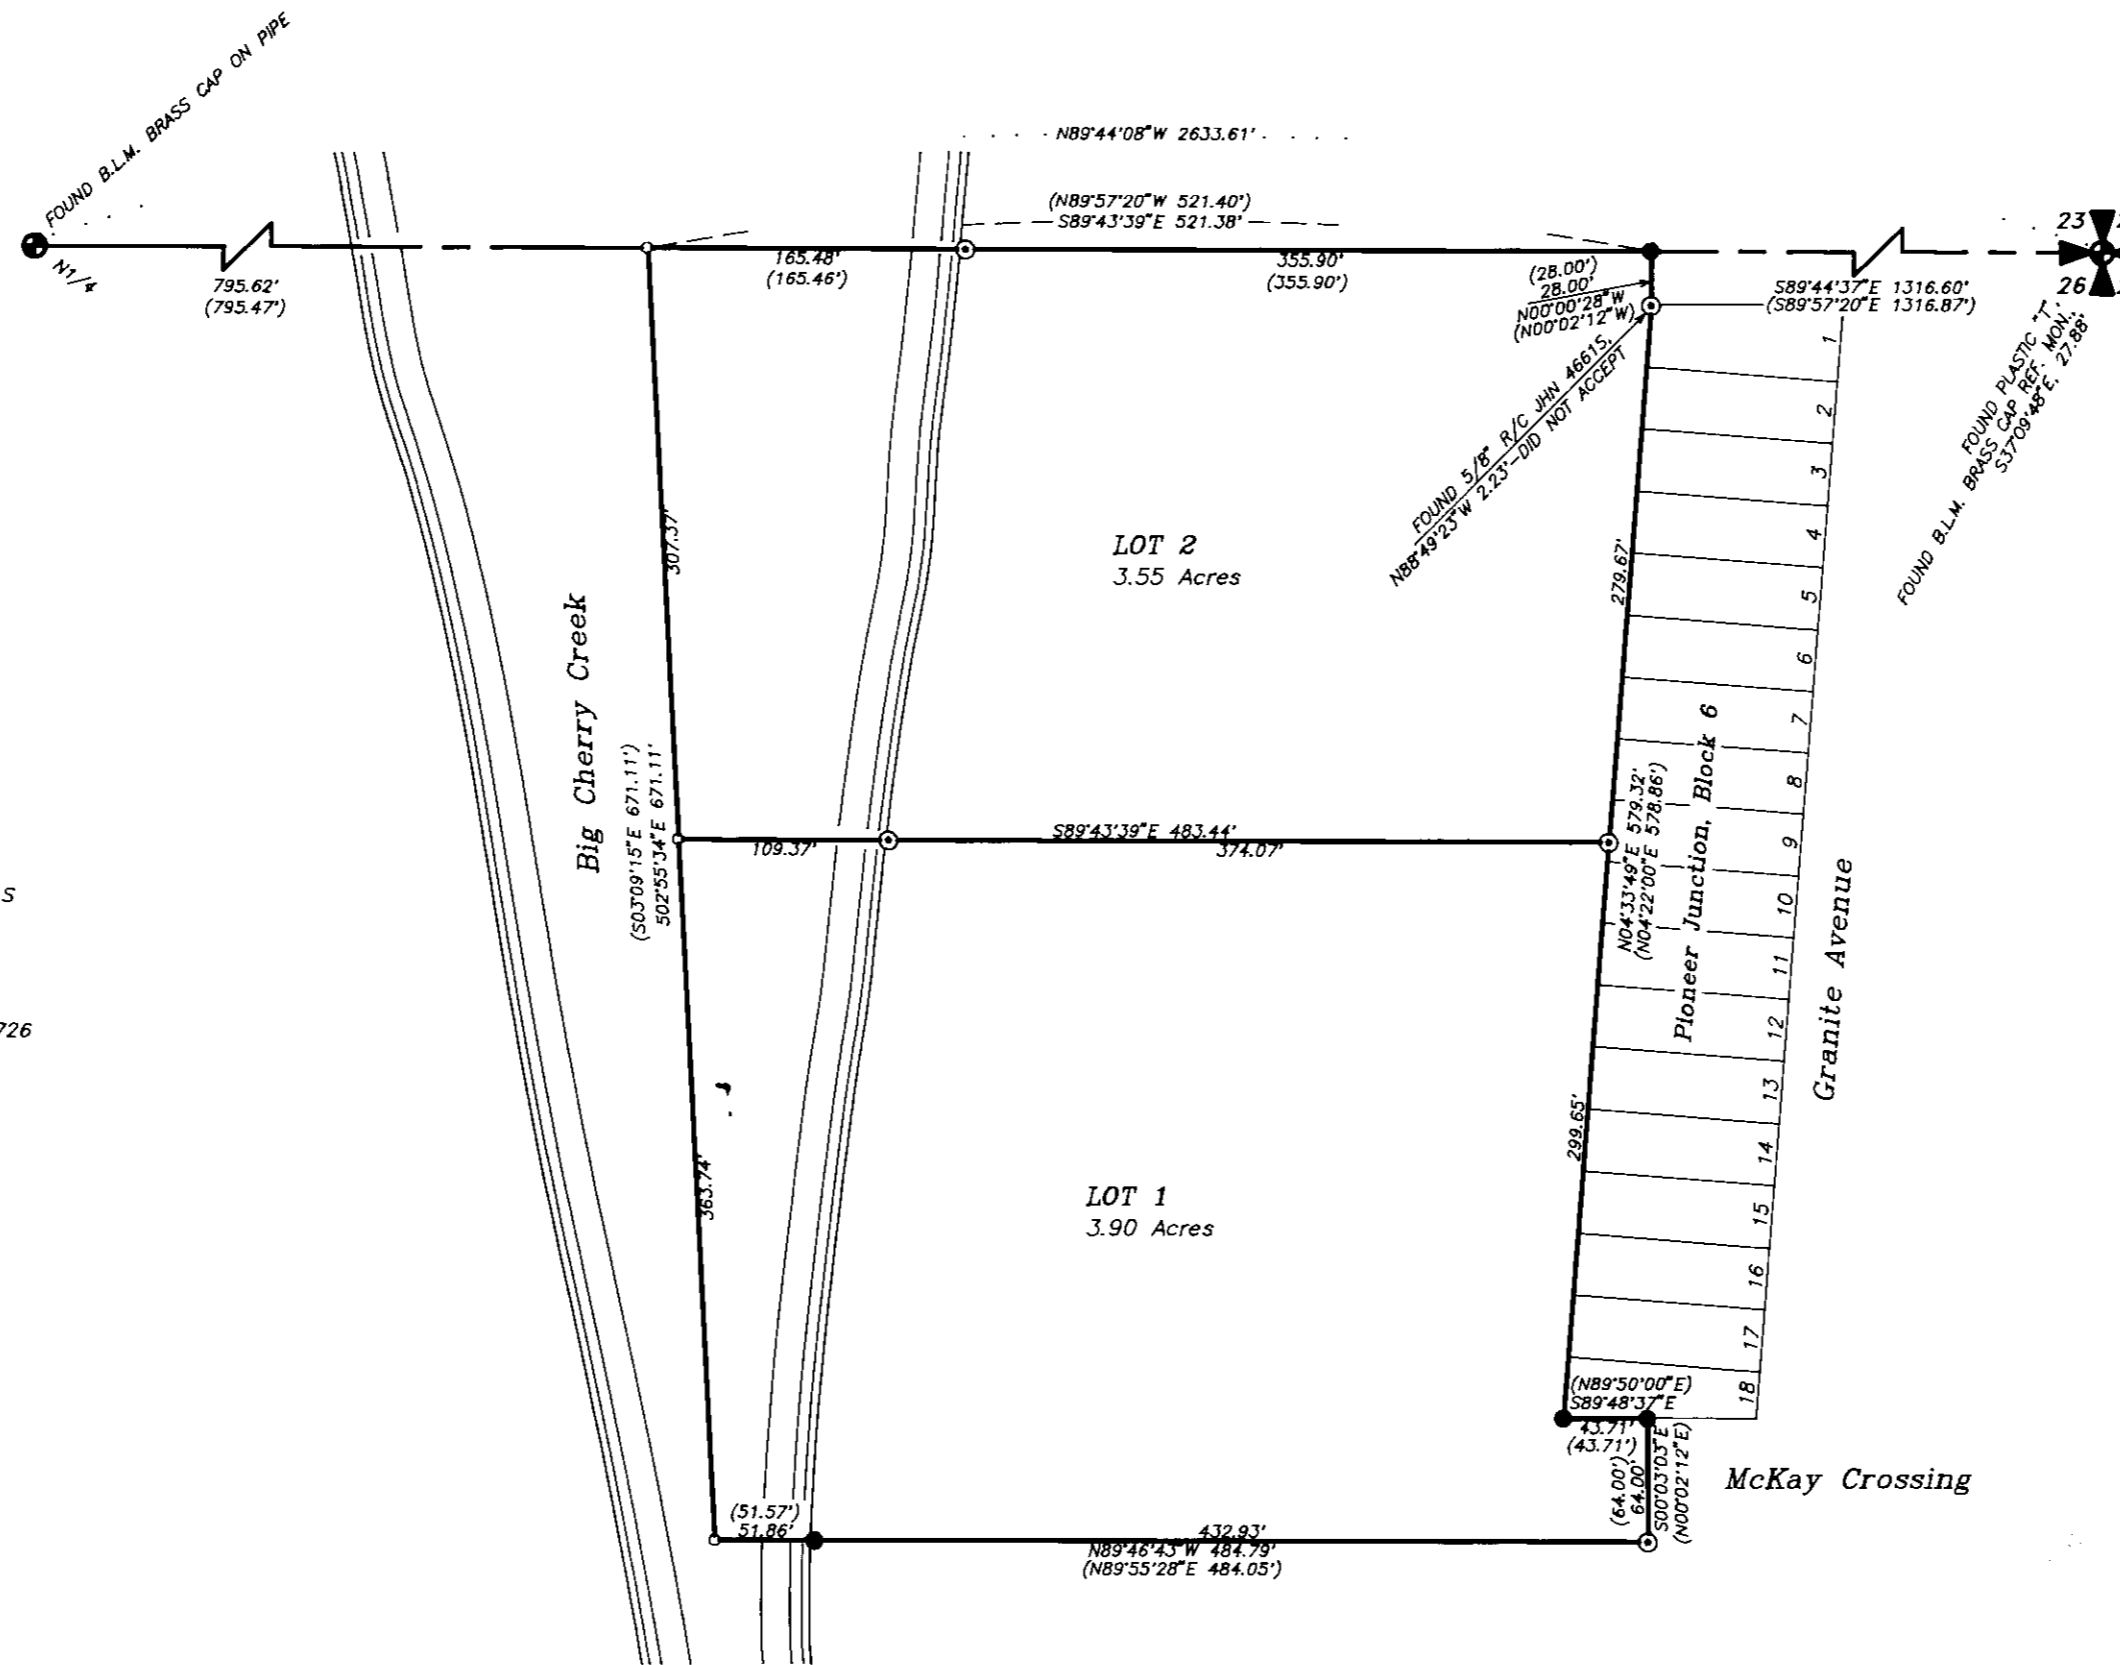 FOUND B.L.M. BRASS CAP ON PIPE
N1/4
795.62'
(795.47')
N89°44'08"W 2633.61'
(N89°57'20"W 521.40')
S89°43'39"E 521.38'
165.48'
(165.46')
355.90'
(355.90')
(28.00')
28.00'
N00°00'28"W
(N00°02'12"W)
S89°44'37"E 1316.60'
(S89°57'20"E 1316.87')
23
26
FOUND PLASTIC "T",
FOUND B.L.M. BRASS CAP REF. MON.,
S37°09'48"E, 27.88'
FOUND 5/8" R/C JHN 4661S,
N88°49'23"W 2.23'-DID NOT ACCEPT
307.37'
LOT 2
3.55 Acres
279.67'
Big Cherry Creek
(S03°09'15"E 671.11')
S02°55'34"E 671.11'
109.37'
S89°43'39"E 483.44'
374.07'
N04°33'49"E 579.32'
(N04°22'00"E 578.86')
Pioneer Junction, Block 6
1
2
3
4
5
6
7
8
9
10
11
12
13
14
15
16
17
18
Granite Avenue
S
726
363.74'
LOT 1
3.90 Acres
299.65'
(N89°50'00"E)
S89°48'37"E
43.71'
(43.71')
(64.00')
64.00'
S00°03'03"E
(N00°02'12"E)
McKay Crossing
(51.57')
51.86'
432.93'
N89°46'43"W 484.79'
(N89°55'28"E 484.05')